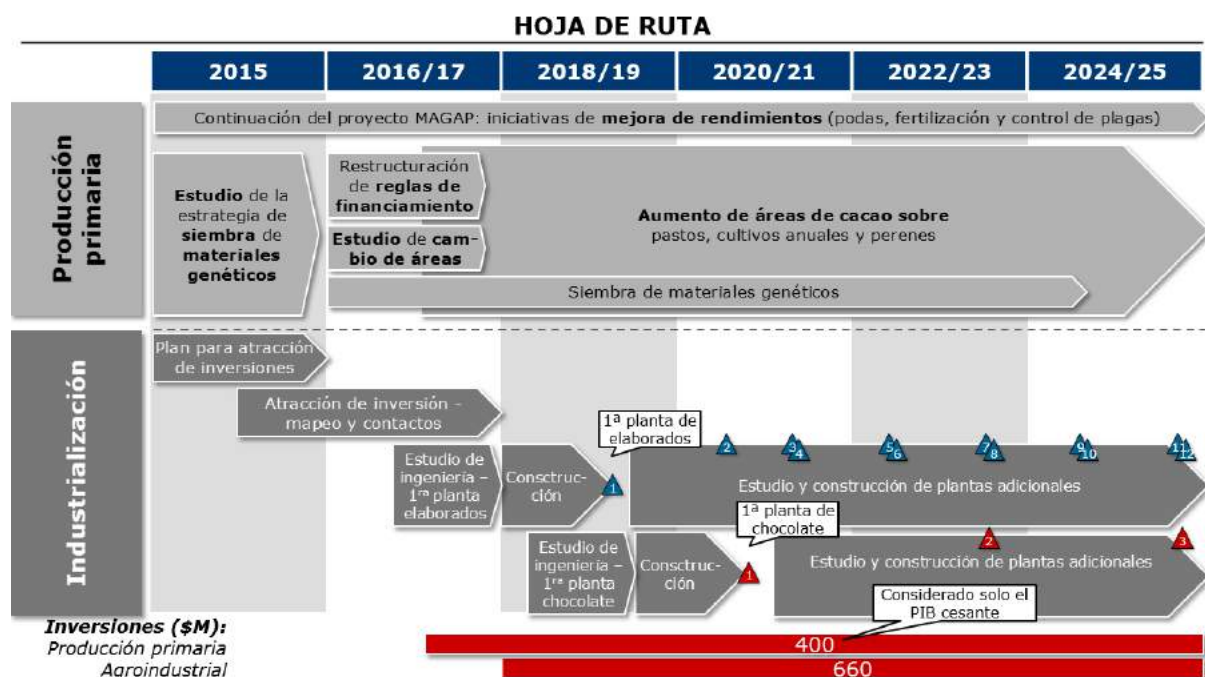 HOJA DE RUTA
2015
2016/17
2018/19
2020/21
2022/23
2024/25
Producción
primaria
Continuación del proyecto MAGAP: iniciativas de mejora de rendimientos (podas, fertilización y control de plagas)
Estudio de la
estrategia de
siembra de
materiales
genéticos
Restructuración
de reglas de
financiamiento
Estudio de cam-
bio de áreas
Aumento de áreas de cacao sobre
pastos, cultivos anuales y perenes
Siembra de materiales genéticos
Industrialización
Plan para atracción
de inversiones
Atracción de inversión –
mapeo y contactos
Estudio de
ingeniería –
1ra planta
elaborados
Consctruc-
ción
1
1ª planta de
elaborados
2
3
4
5
6
7
8
9
10
11
12
Estudio y construcción de plantas adicionales
Estudio de
ingeniería –
1ra planta
chocolate
Consctruc-
ción
1
1ª planta de
chocolate
2
3
Estudio y construcción de plantas adicionales
Considerado solo el
PIB cesante
Inversiones ($M):
Producción primaria
400
Agroindustrial
660